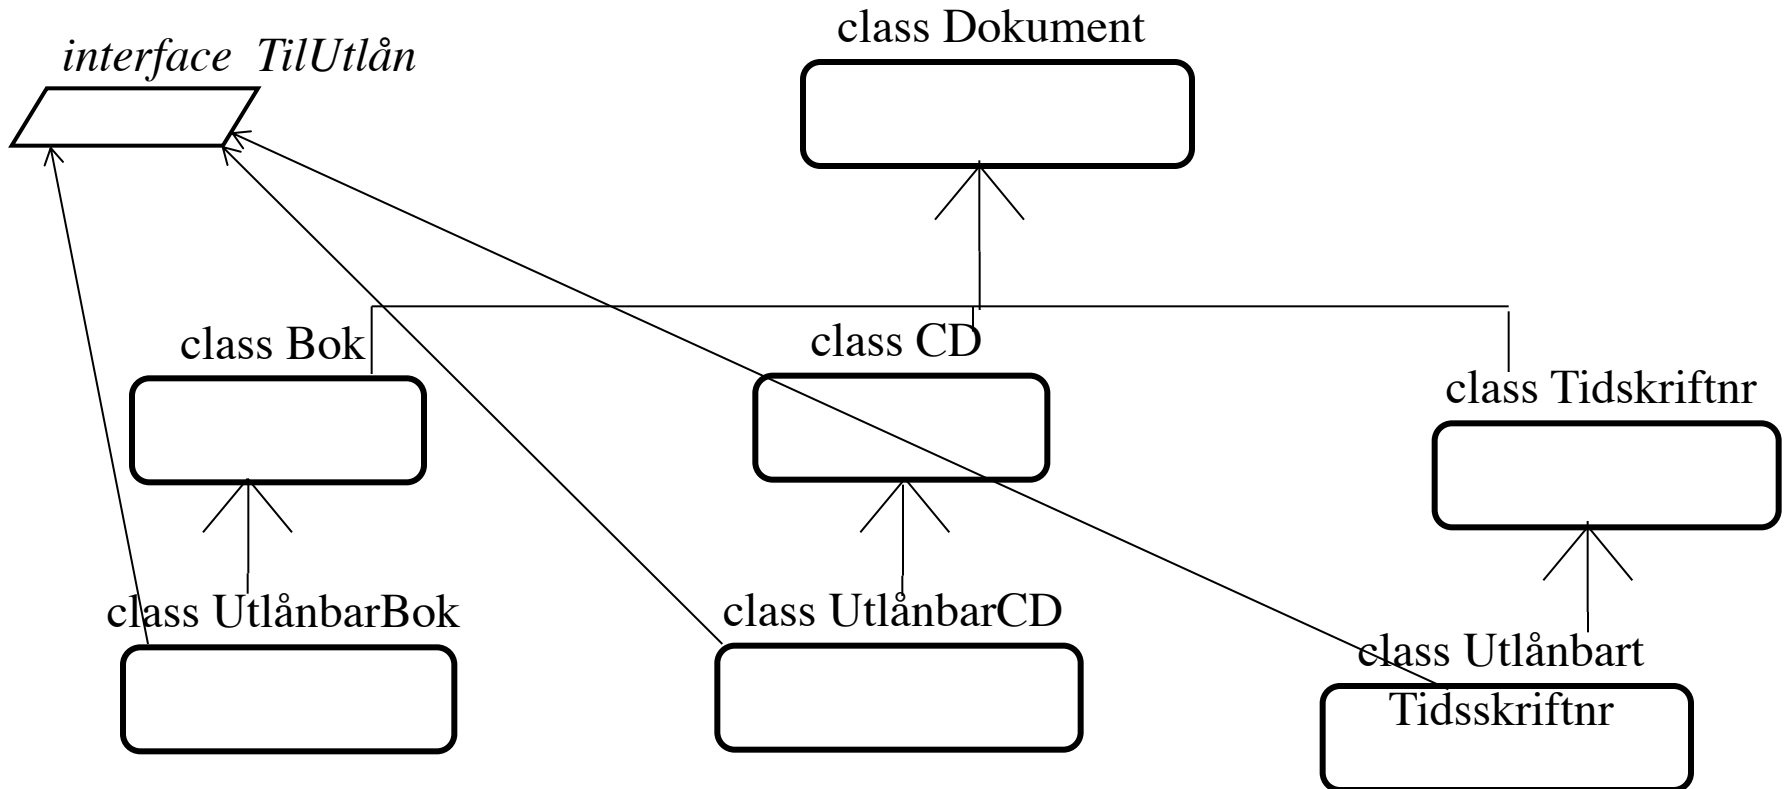 class Dokument
interface TilUtlån
class Bok
class CD
class Tidskriftnr
class UtlånbarBok
class UtlånbarCD
class Utlånbart
Tidsskriftnr